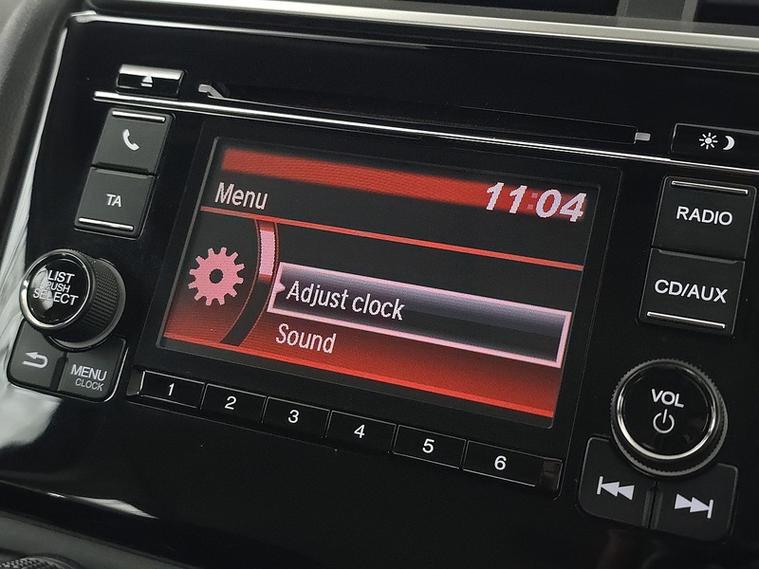 TA
LIST
PUSH
SELECT
MENU
CLOCK
Menu
11:04
Adjust clock
Sound
1
2
3
4
5
6
RADIO
CD/AUX
VOL